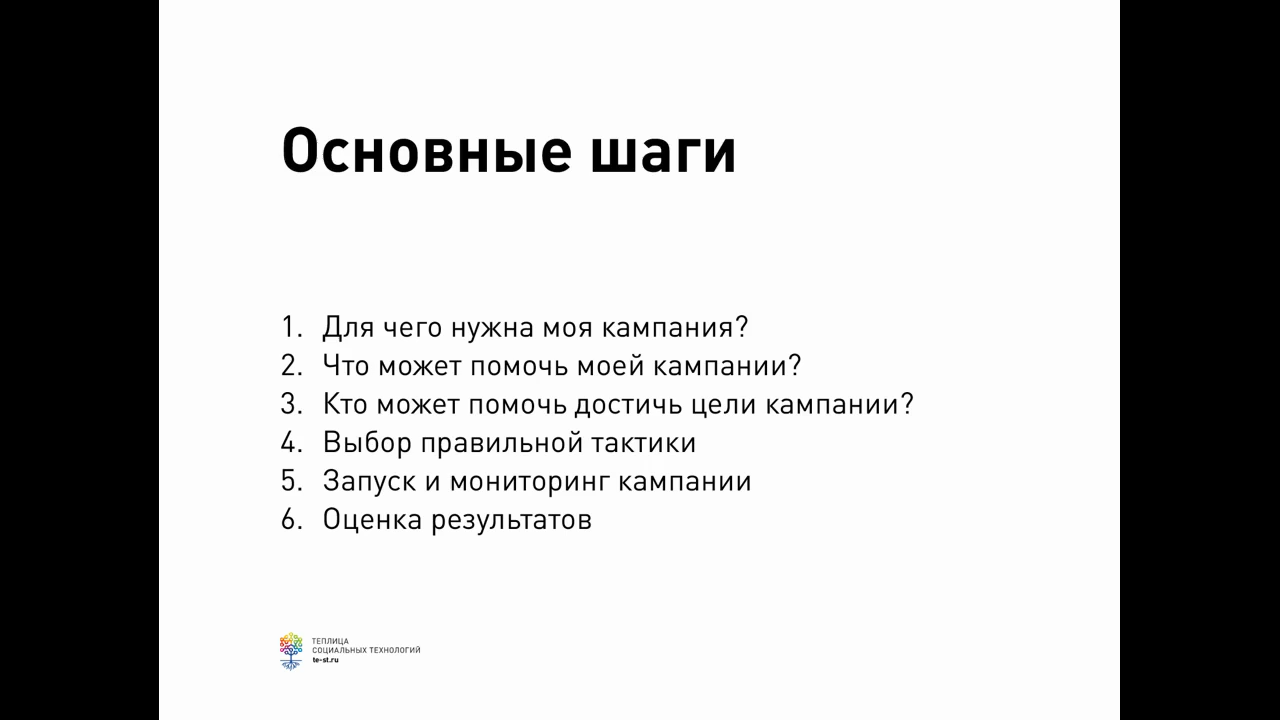 Основные шаги
1. Для чего нужна моя кампания?
2. Что может помочь моей кампании?
3. Кто может помочь достичь цели кампании?
4. Выбор правильной тактики
5. Запуск и мониторинг кампании
6. Оценка результатов
ТЕПЛИЦА
СОЦИАЛЬНЫХ ТЕХНОЛОГИЙ
te-st.ru